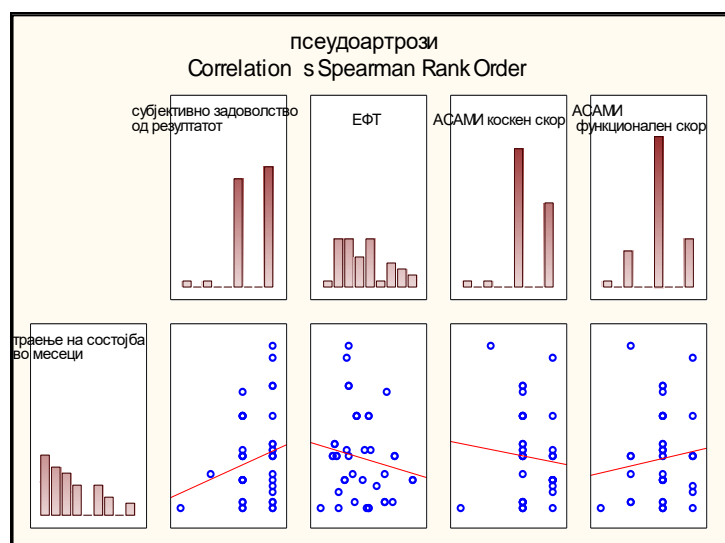 псеудоартрози
Correlation s Spearman Rank Order
субјективно задоволство
од резултатот
ЕФТ
АСАМИ коскен скор
АСАМИ
функционален скор
траење на состојба
во месеци